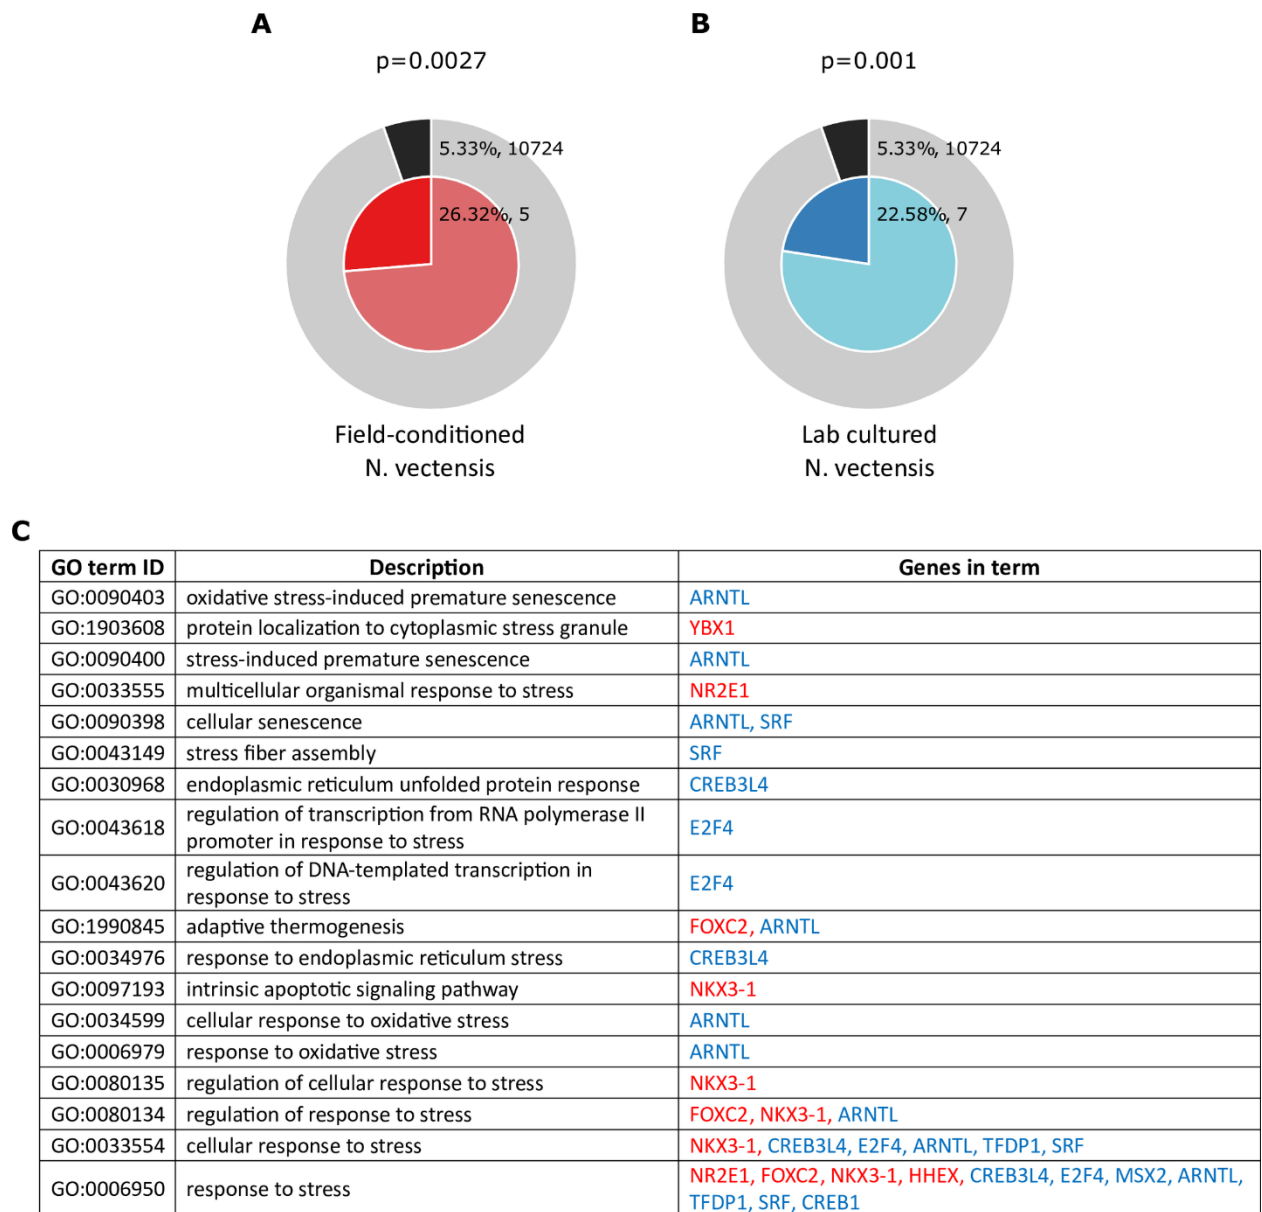 A
B
p=0.0027
p=0.001
5.33%, 10724
5.33%, 10724
26.32%, 5
22.58%, 7
Field-conditioned
N. vectensis
Lab cultured
N. vectensis
C
GO term ID Description Genes in term
GO:0090403 oxidative stress-induced premature senescence ARNTL
GO:1903608 protein localization to cytoplasmic stress granule YBX1
GO:0090400 stress-induced premature senescence ARNTL
GO:0033555 multicellular organismal response to stress NR2E1
GO:0090398 cellular senescence ARNTL, SRF
GO:0043149 stress fiber assembly SRF
GO:0030968 endoplasmic reticulum unfolded protein response CREB3L4
GO:0043618 regulation of transcription from RNA polymerase II
promoter in response to stress E2F4
GO:0043620 regulation of DNA-templated transcription in
response to stress E2F4
GO:1990845 adaptive thermogenesis FOXC2, ARNTL
GO:0034976 response to endoplasmic reticulum stress CREB3L4
GO:0097193 intrinsic apoptotic signaling pathway NKX3-1
GO:0034599 cellular response to oxidative stress ARNTL
GO:0006979 response to oxidative stress ARNTL
GO:0080135 regulation of cellular response to stress NKX3-1
GO:0080134 regulation of response to stress FOXC2, NKX3-1, ARNTL
GO:0033554 cellular response to stress NKX3-1, CREB3L4, E2F4, ARNTL, TFDP1, SRF
GO:0006950 response to stress NR2E1, FOXC2, NKX3-1, HHEX, CREB3L4, E2F4, MSX2, ARNTL,
TFDP1, SRF, CREB1